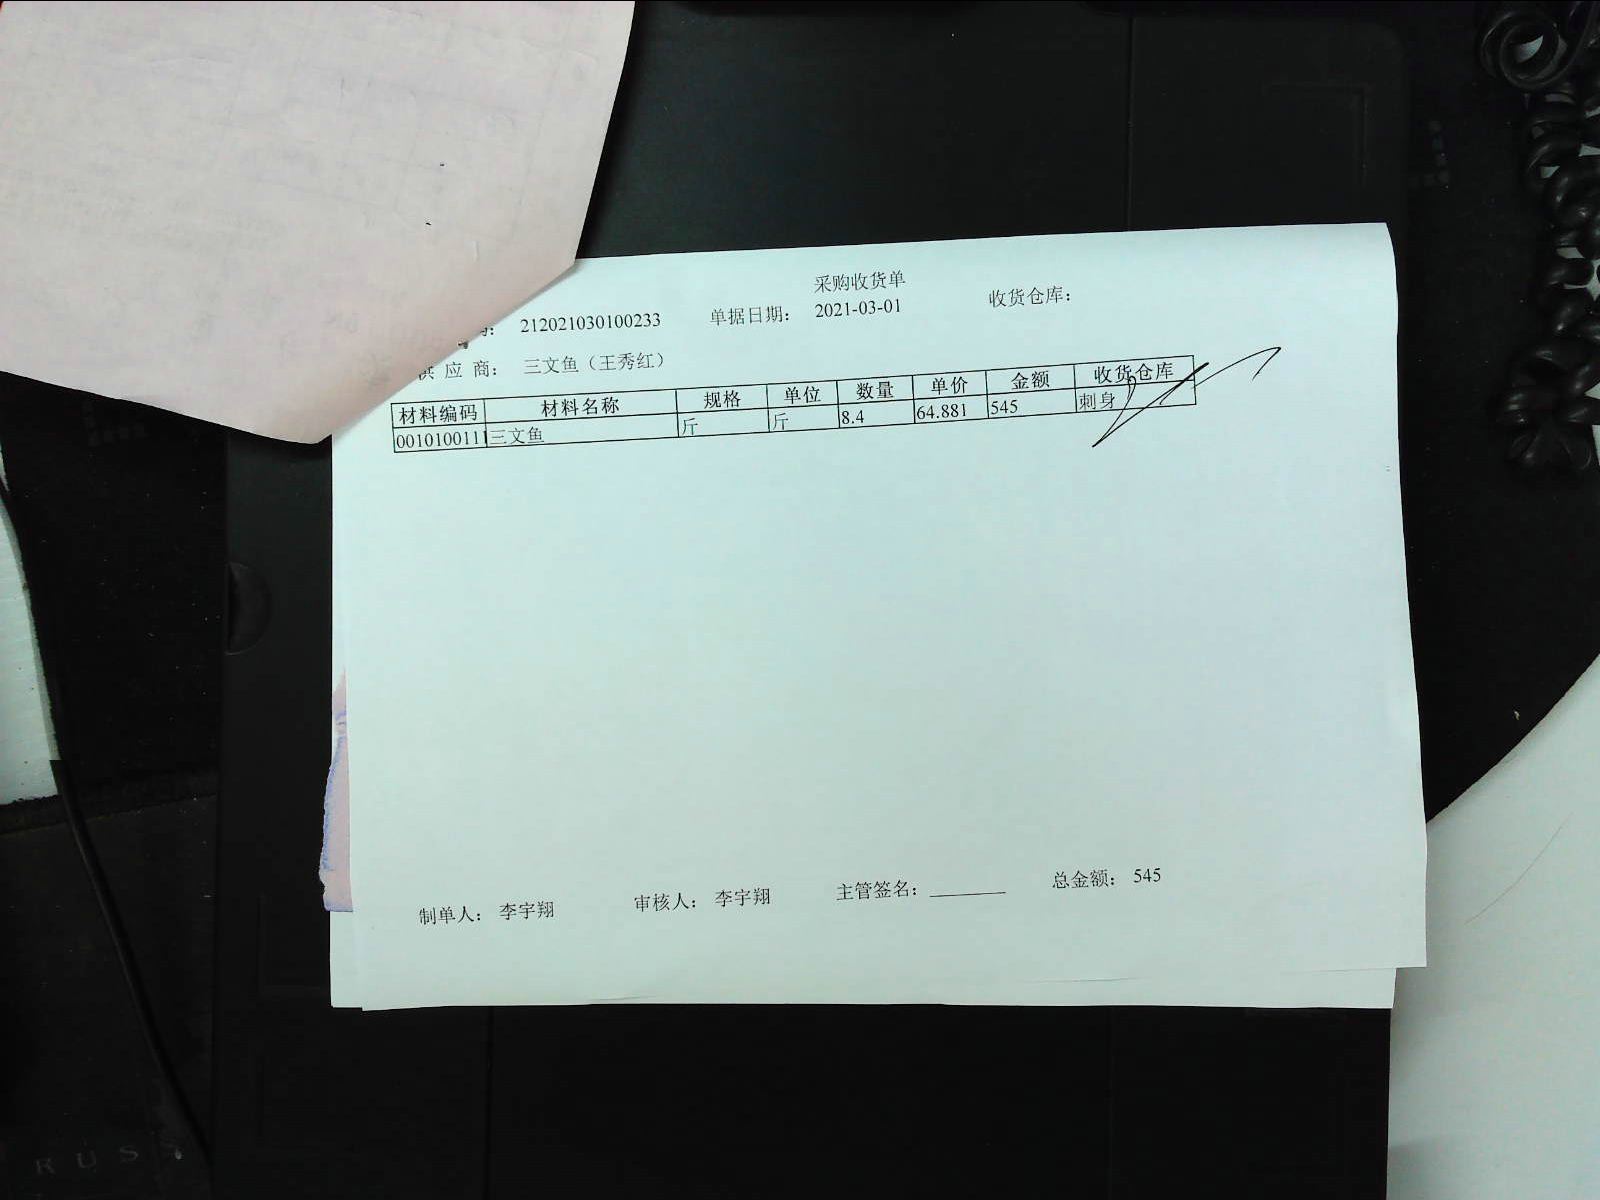 采购收货单
212021030100233 单据日期: 2021-03-01 收货仓库:
供 应 商: 三文鱼（王秀红）
材料编码 材料名称 规格 单位 数量 单价 金额 收货仓库
0010100111 三文鱼 斤 斤 8.4 64.881 545 刺身
制单人: 李宇翔 审核人: 李宇翔 主管签名: ________ 总金额: 545